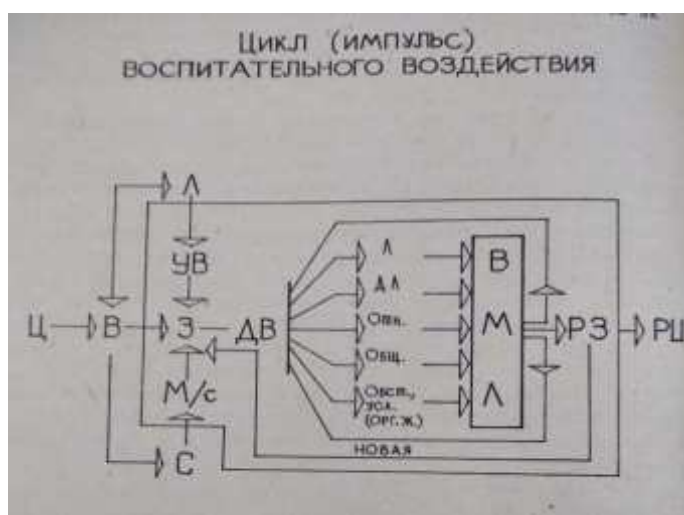 Цикл (импульс)
воспитательного воздействия
Л
УВ
Ц В З ДВ
М/с
С
Л
ДЛ
Отн.
Общ.
Обст.,
усл.
(орг. ж.)
В
М
Л
РЗ РЦ
новая